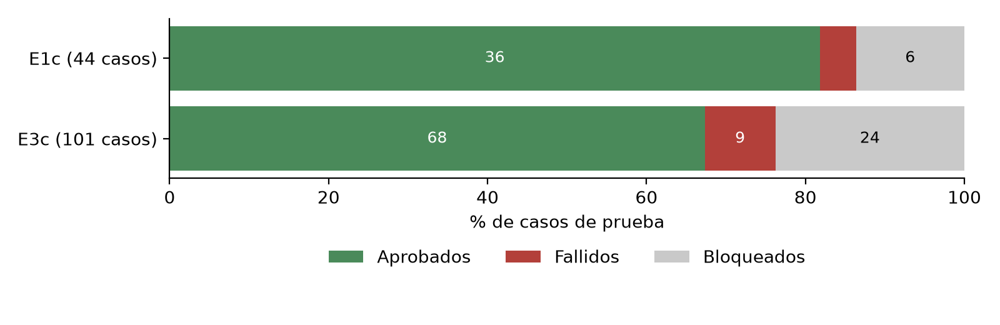 E1c (44 casos)
36
6
E3c (101 casos)
68
9
24
0
20
40
60
80
100
% de casos de prueba
Aprobados
Fallidos
Bloqueados